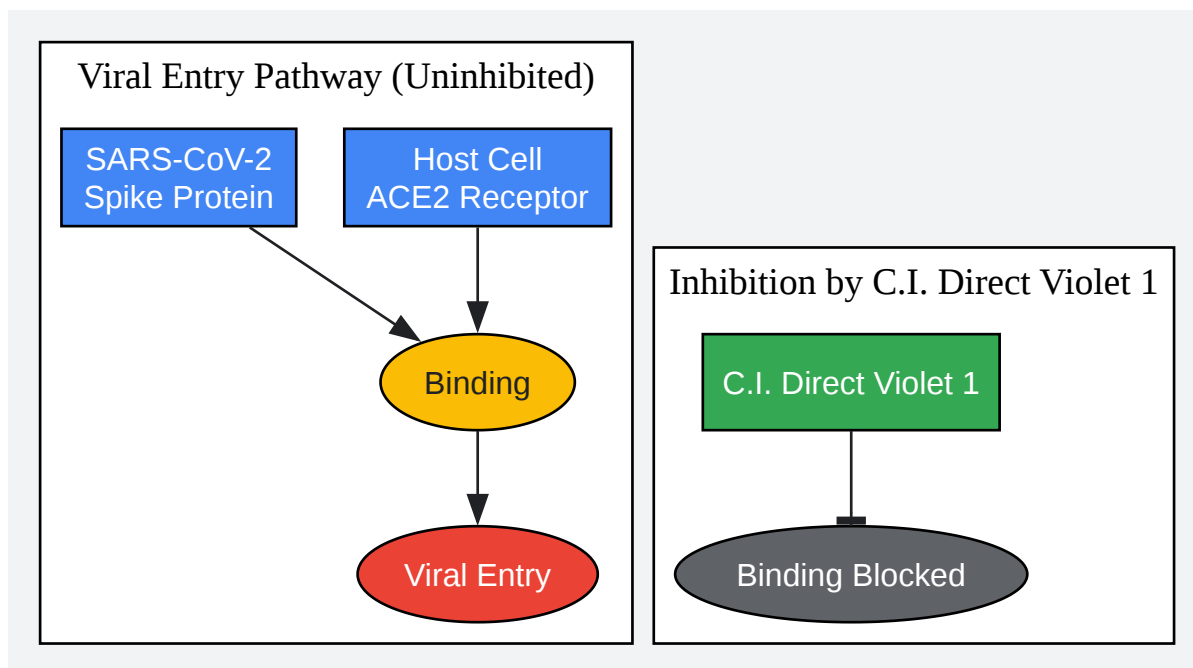 Viral Entry Pathway (Uninhibited)
SARS-CoV-2
Spike Protein
Host Cell
ACE2 Receptor
Binding
Viral Entry
Inhibition by C.I. Direct Violet 1
C.I. Direct Violet 1
Binding Blocked